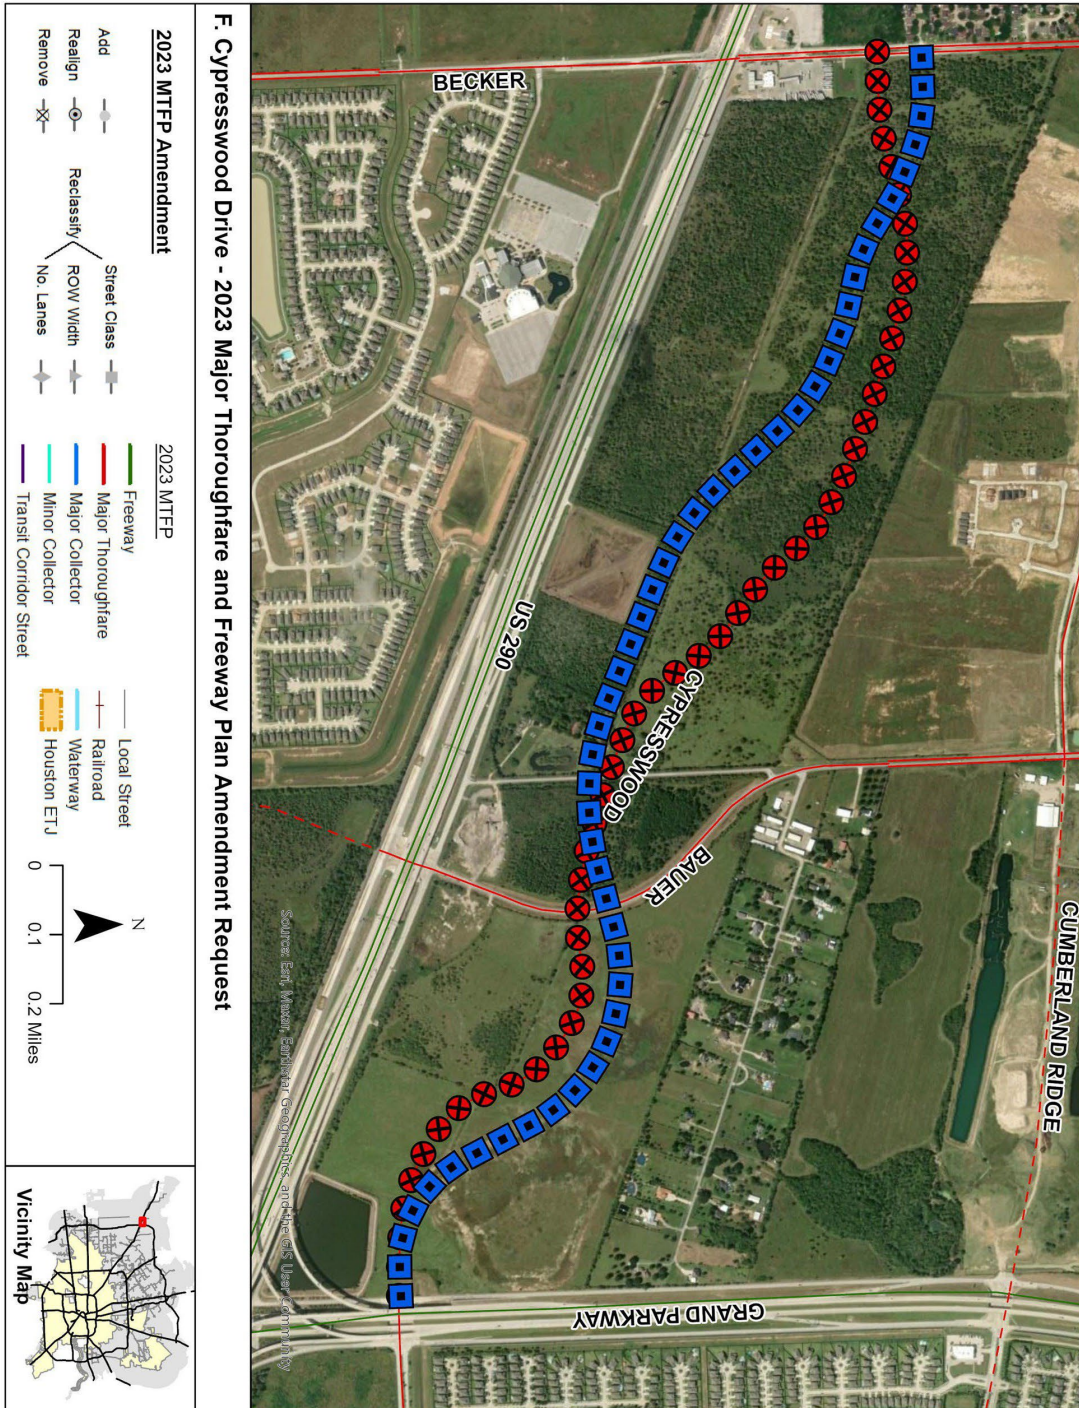 BECKER
US 290
CYPRESSWOOD
BAUER
CUMBERLAND RIDGE
GRAND PARKWAY
Source: Esri, Maxar, Earthstar Geographics, and the GIS User Community
F. Cypresswood Drive - 2023 Major Thoroughfare and Freeway Plan Amendment Request
2023 MTFP Amendment
Add
Realign
Remove
Reclassify
Street Class
ROW Width
No. Lanes
2023 MTFP
Freeway
Major Thoroughfare
Major Collector
Minor Collector
Transit Corridor Street
Local Street
Railroad
Waterway
Houston ETJ
N
0 0.1 0.2 Miles
Vicinity Map